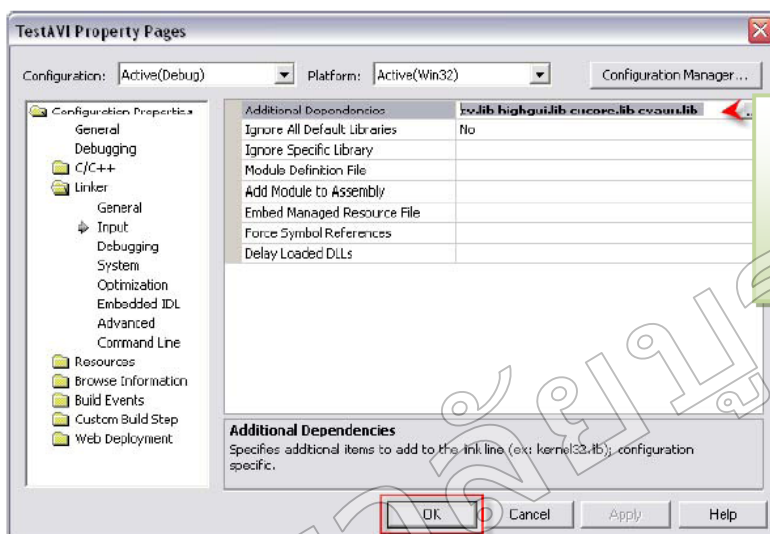 TestAVI Property Pages
Configuration: Active(Debug) Platform: Active(Win32) Configuration Manager...
Configuration Properties
General
Debugging
C/C++
Linker
General
Input
Debugging
System
Optimization
Embedded IDL
Advanced
Command Line
Resources
Browse Information
Build Events
Custom Build Step
Web Deployment
Additional Dependencies cv.lib highgui.lib cxcore.lib cvaux.lib ...
Ignore All Default Libraries No
Ignore Specific Library
Module Definition File
Add Module to Assembly
Embed Managed Resource File
Force Symbol References
Delay Loaded DLLs
Additional Dependencies
Specifies additional items to add to the link line (ex: kernel32.lib); configuration
specific.
OK Cancel Apply Help